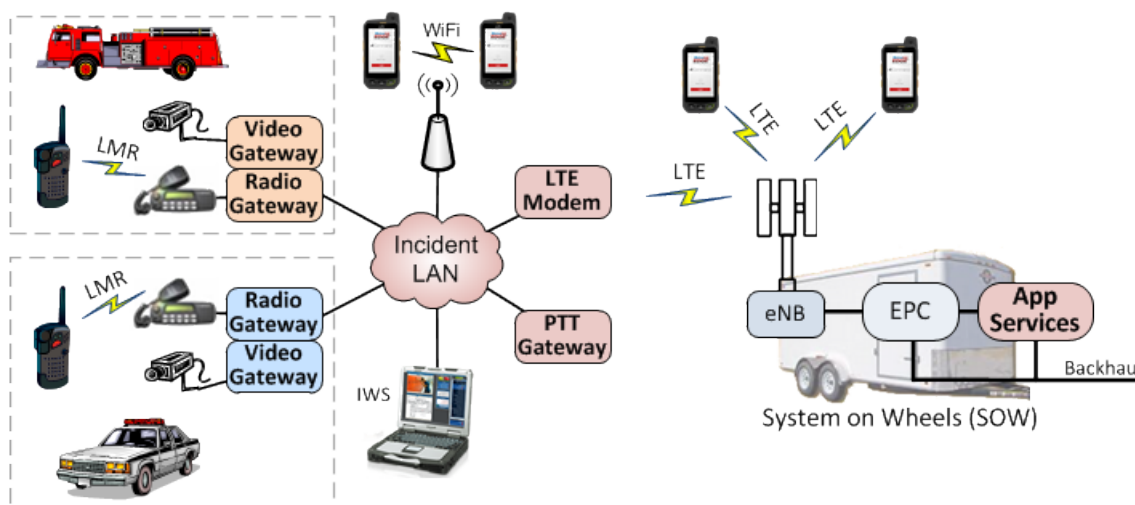 WiFi
LMR
Video
Gateway
Radio
Gateway
LTE
Modem
LTE
LTE
LTE
Incident
LAN
LMR
Radio
Gateway
Video
Gateway
PTT
Gateway
IWS
eNB
EPC
App
Services
Backhau
System on Wheels (SOW)